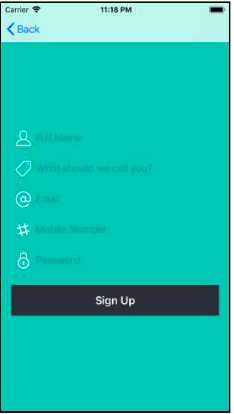 Carrier 11:18 PM
Back
Full Name
What should we call you?
Email
Mobile Number
Password
Sign Up